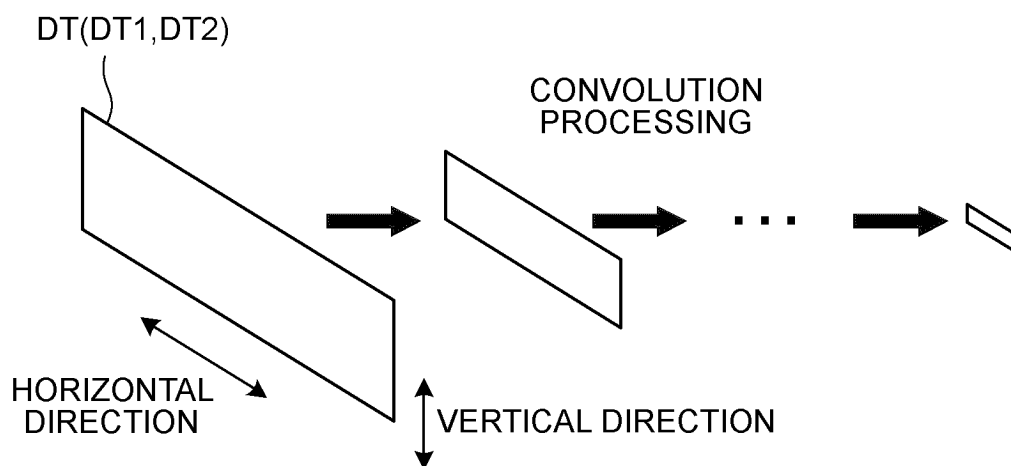 DT(DT1,DT2)
CONVOLUTION
PROCESSING
HORIZONTAL
DIRECTION
VERTICAL DIRECTION